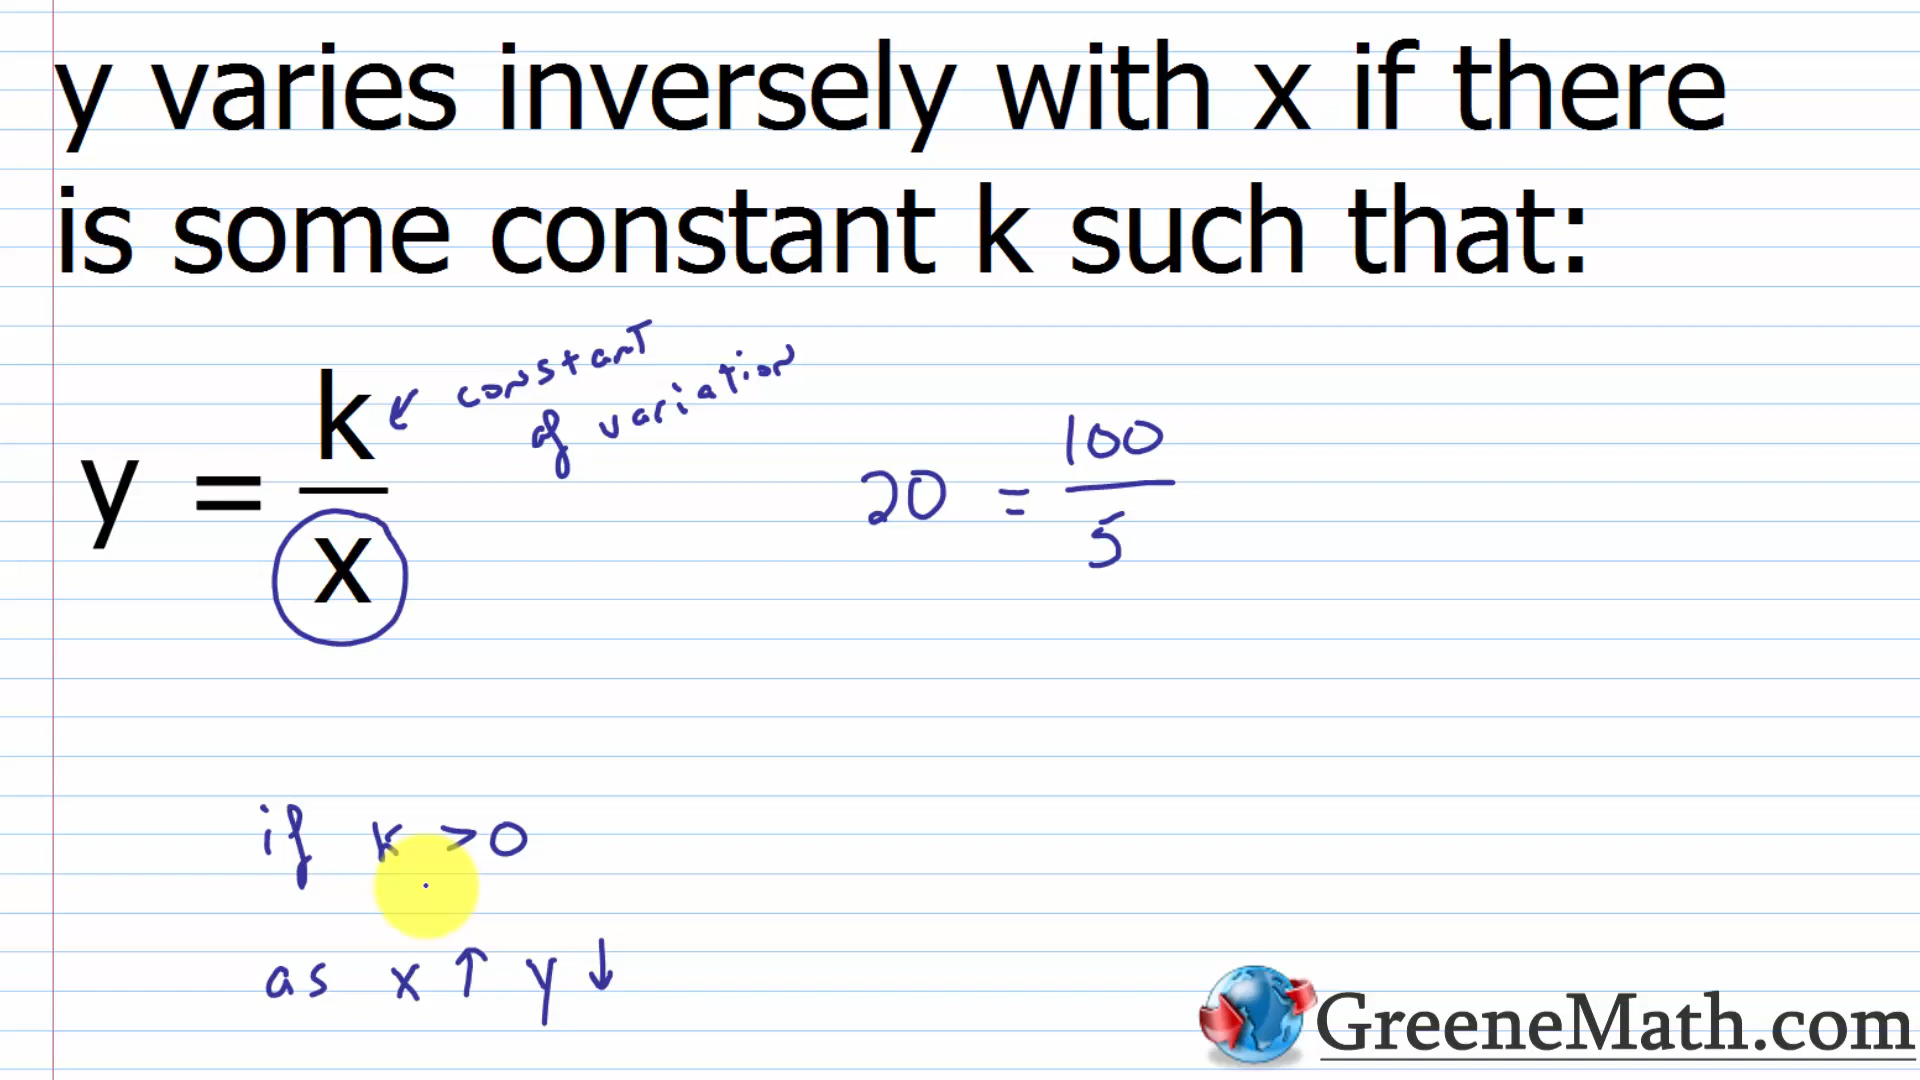 y varies inversely with x if there
is some constant k such that:
y = k/x
← constant
of variation
20 = 100/5
if k > 0
as x ↑ y ↓
GreeneMath.com